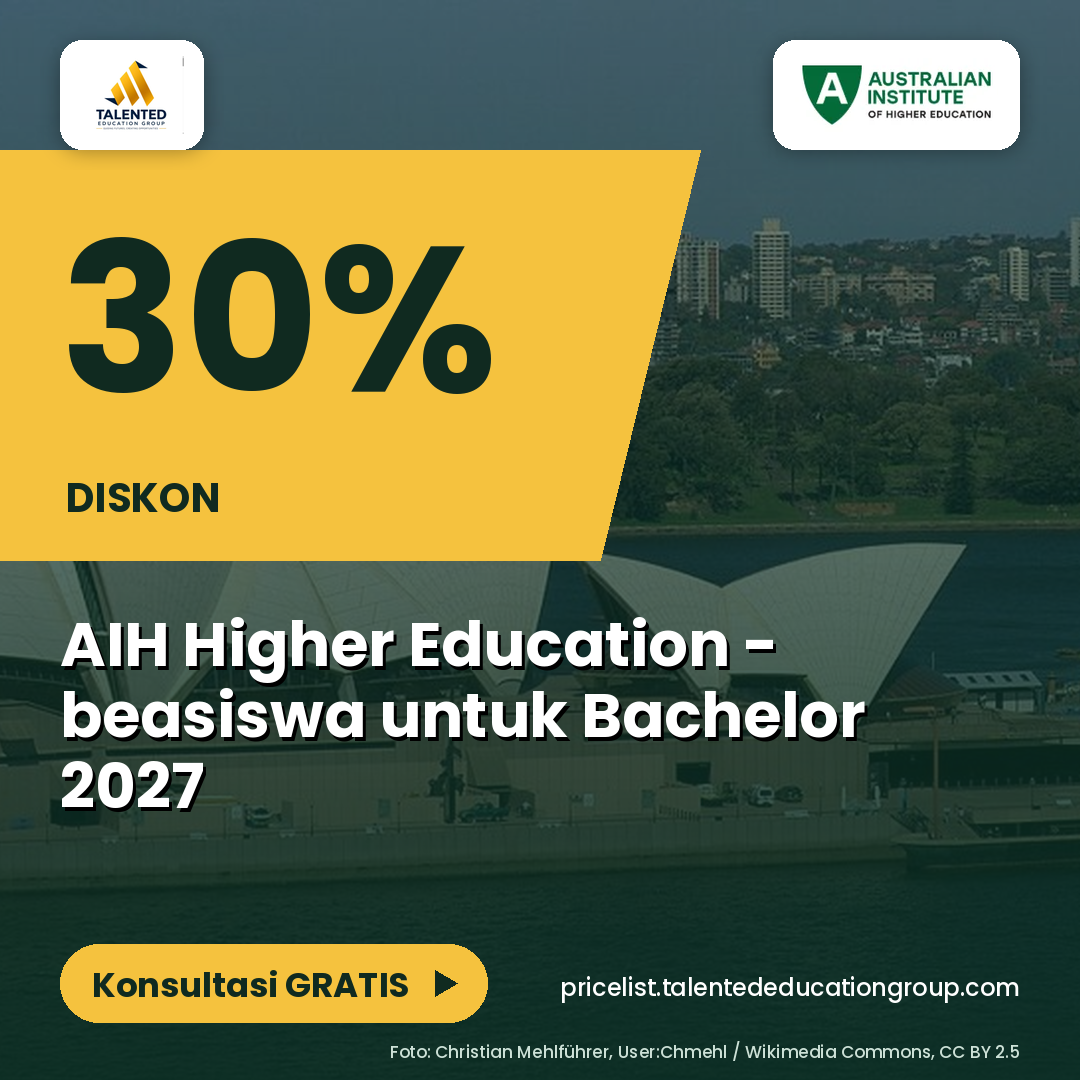 TALENTED
EDUCATION GROUP
AUSTRALIAN
INSTITUTE
OF HIGHER EDUCATION
30%
DISKON
AIH Higher Education -
beasiswa untuk Bachelor
2027
Konsultasi GRATIS
pricelist.talentededucationgroup.com
Foto: Christian Mehlführer, User:Chmehl / Wikimedia Commons, CC BY 2.5